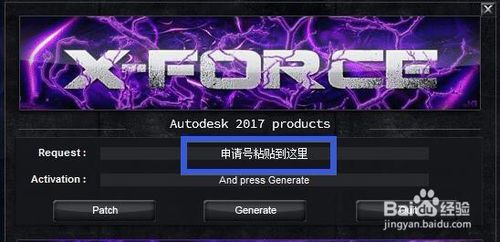 X-FORCE
Autodesk 2017 products
Request :
申请号粘贴到这里
Activation :
And press Generate
Patch
Generate
Baidu 经验
jingyan.baidu.com